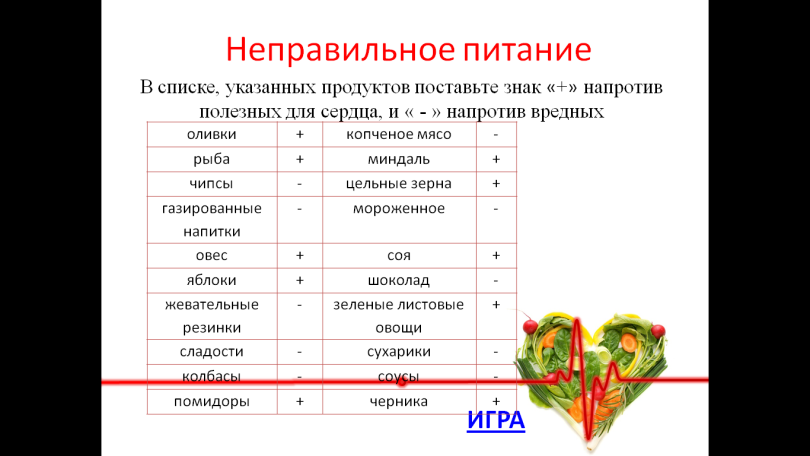 Неправильное питание
В списке, указанных продуктов поставьте знак «+» напротив
полезных для сердца, и « - » напротив вредных
оливки + копченое мясо -
рыба + миндаль +
чипсы - цельные зерна +
газированные - мороженное -
напитки
овес + соя +
яблоки + шоколад -
жевательные - зеленые листовые +
резинки овощи
сладости - сухарики -
колбасы - соусы -
помидоры + черника +
ИГРА